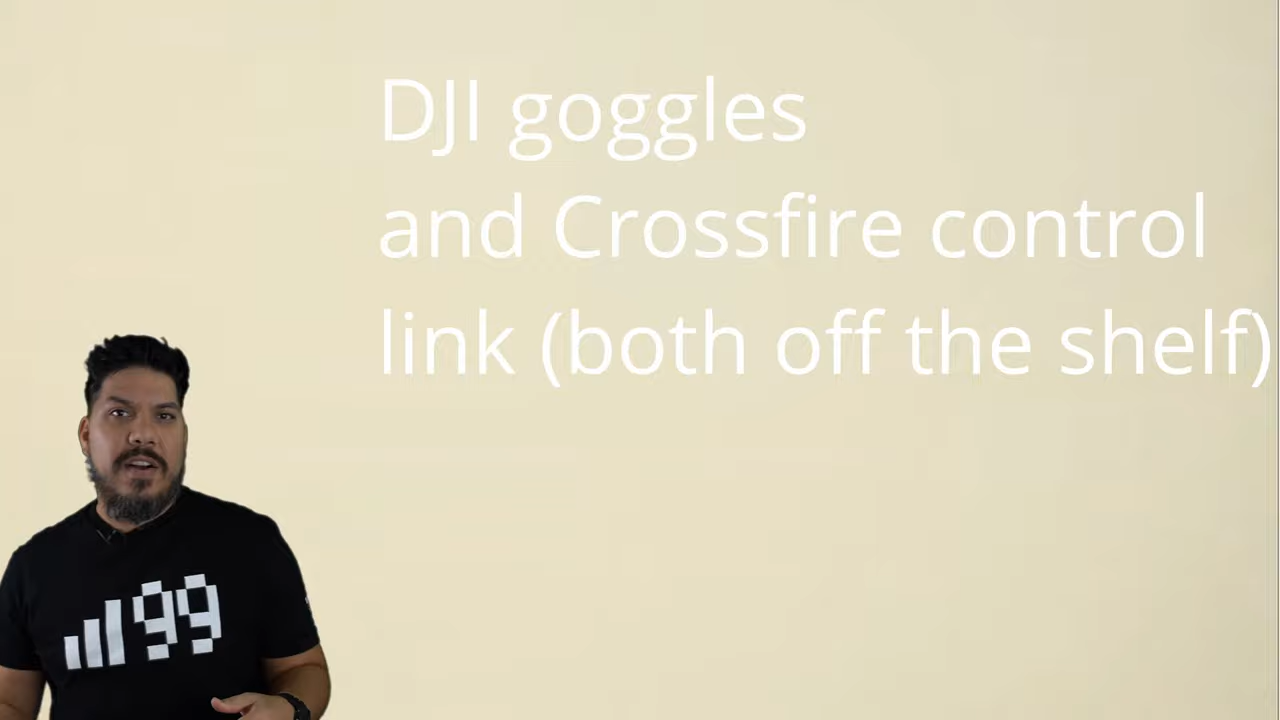 DJI goggles
and Crossfire control
link (both off the shelf)
99